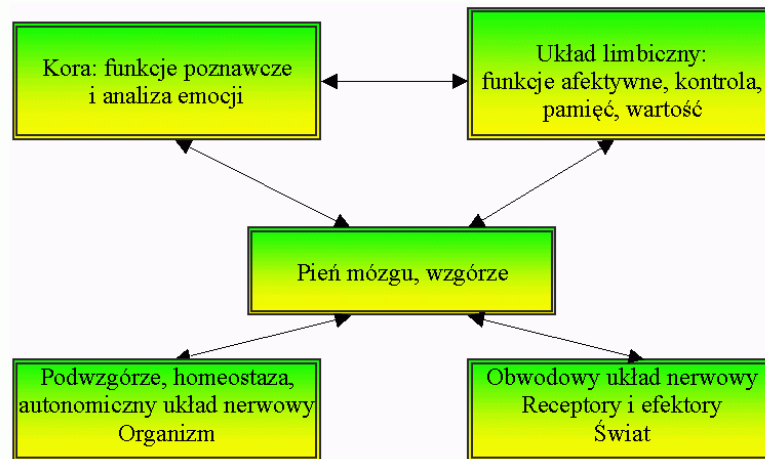 Kora: funkcje poznawcze
i analiza emocji
Układ limbiczny:
funkcje afektywne, kontrola,
pamięć, wartość
Pień mózgu, wzgórze
Podwzgórze, homeostaza,
autonomiczny układ nerwowy
Organizm
Obwodowy układ nerwowy
Receptory i efektory
Świat